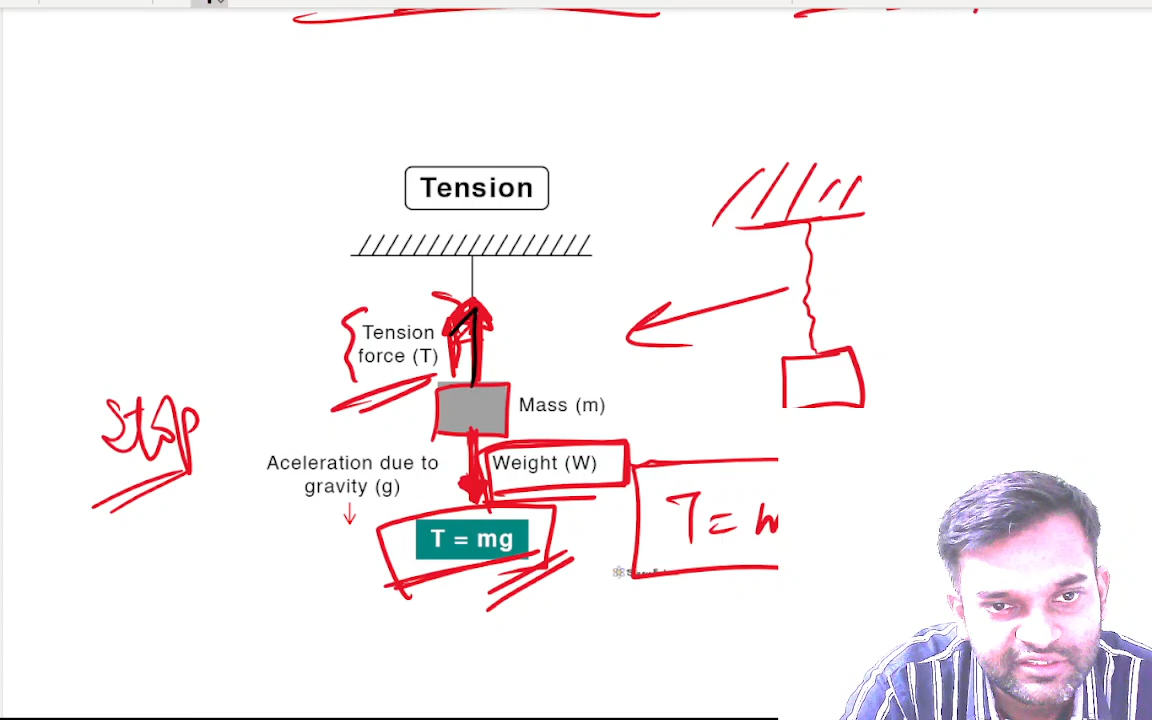 Tension
Tension
force (T)
Mass (m)
Stop
Aceleration due to
gravity (g)
Weight (W)
T = mg
T =